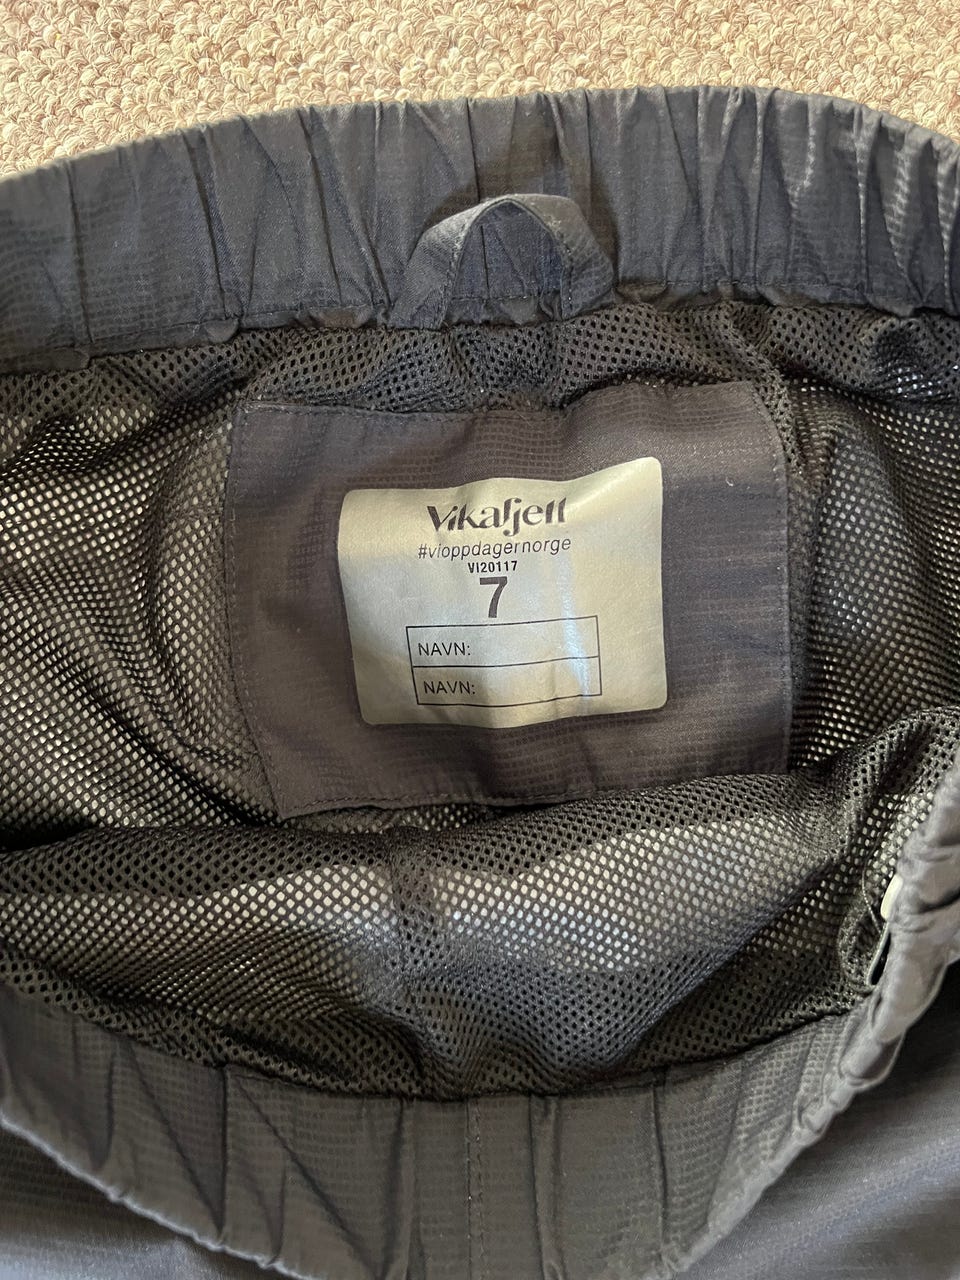 Vikafjell
#vioppdagernorge
VI20117
7
NAVN:
NAVN: